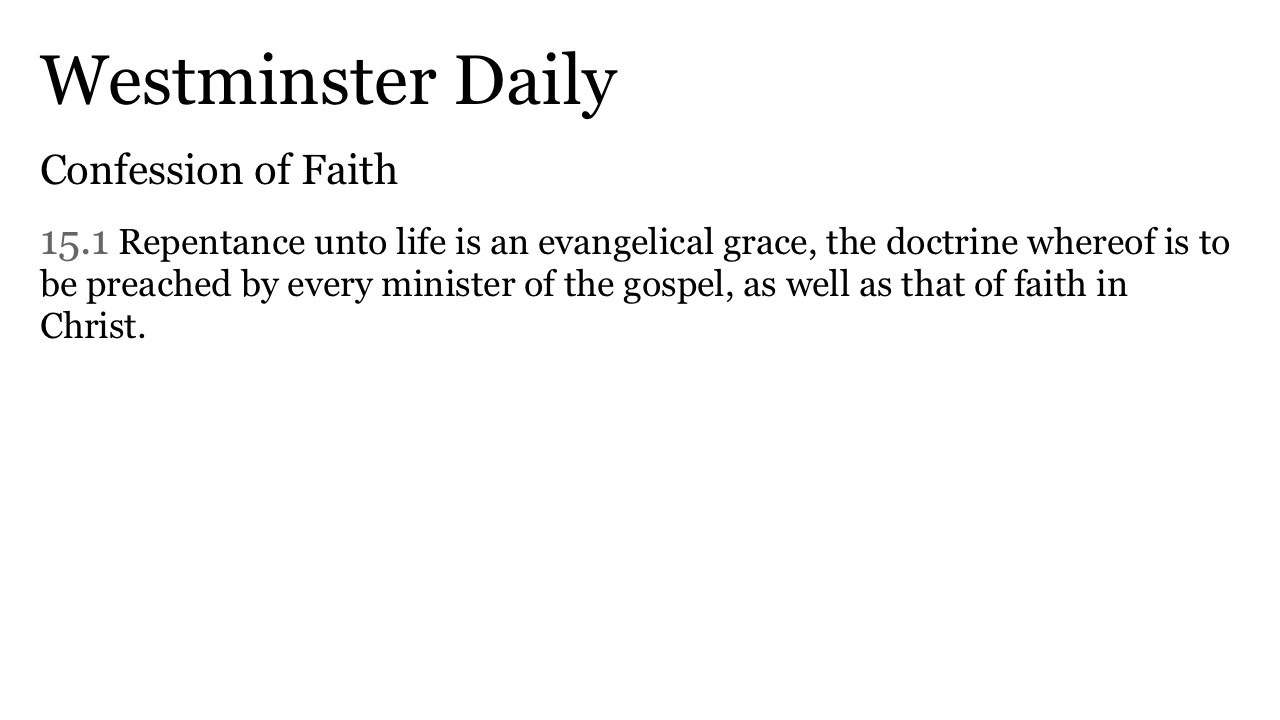 Westminster Daily
Confession of Faith
15.1 Repentance unto life is an evangelical grace, the doctrine whereof is to
be preached by every minister of the gospel, as well as that of faith in
Christ.